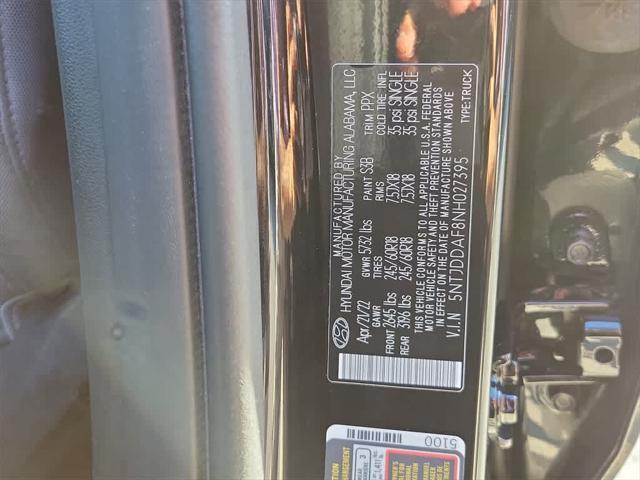 MANUFACTURED BY
HYUNDAI MOTOR MANUFACTURING ALABAMA, LLC
Apr/21/22 GVWR 5732 lbs PAINT S3B TRIM PPX
GAWR TIRES RIMS COLD TIRE INFL
FRONT 2645 lbs 245/60R18 7.5JX18 35 psi SINGLE
REAR 3196 lbs 245/60R18 7.5JX18 35 psi SINGLE
THIS VEHICLE CONFORMS TO ALL APPLICABLE U.S.A. FEDERAL
MOTOR VEHICLE SAFETY AND THEFT PREVENTION STANDARDS
IN EFFECT ON THE DATE OF MANUFACTURE SHOWN ABOVE
V.I.N 5NTJDDAF8NH027395 TYPE:TRUCK
5100
3